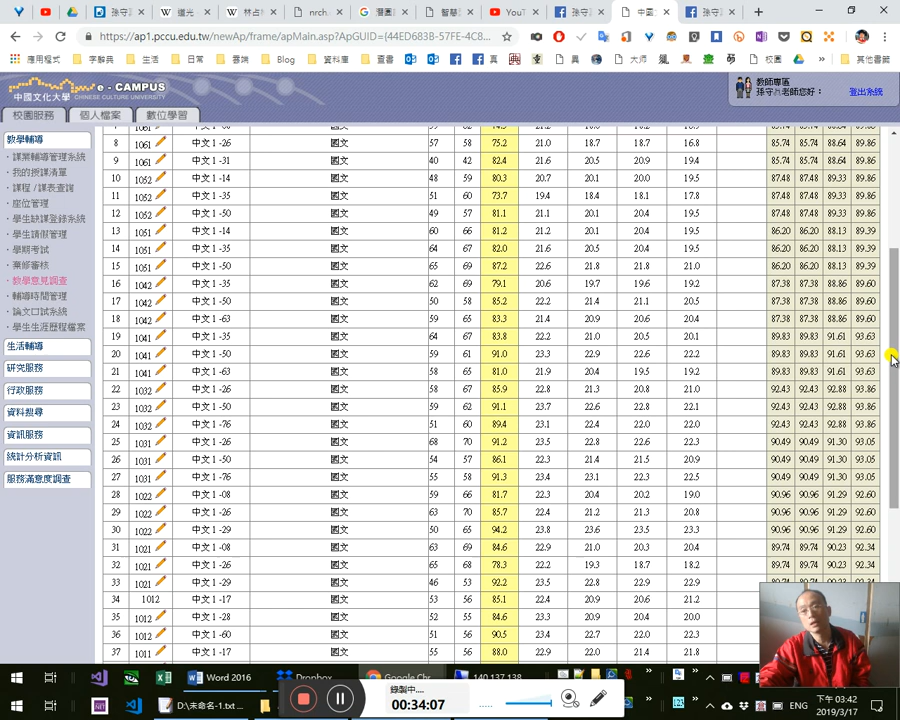 孫守
道光
林占
nrch
潛園
智慧
YouT
孫守
中國
孫守
https://ap1.pccu.edu.tw/newAp/frame/apMain.asp?ApGUID={44ED683B-57FE-4C8...
應用程式 字辭典 生活 日常 雲端 Blog 資料庫 查書 大師 校園 » 其他書籤
e - CAMPUS
中國文化大學 CHINESE CULTURE UNIVERSITY
教師專區
老師您好： 登出系統
校園服務 個人檔案 數位學習
教學輔導
課業輔導管理系統
我的授課清單
課程 /課表查詢
座位管理
學生缺課登錄系統
學生請假管理
學期考試
棄修審核
教學意見調查
輔導時間管理
論文口試系統
學生生涯歷程檔案
生活輔導
研究服務
行政服務
資料搜尋
資訊服務
統計分析資訊
服務滿意度調查
8 1061 中文 1 -26 國文 57 58 75.2 21.0 18.7 18.7 16.8 85.74 85.74 88.64 89.86
9 1061 中文 1 -31 國文 40 42 82.4 21.6 20.5 20.9 19.4 85.74 85.74 88.64 89.86
10 1052 中文 1 -14 國文 48 59 80.3 20.7 20.1 20.0 19.5 87.48 87.48 89.33 89.86
11 1052 中文 1 -35 國文 51 60 73.7 19.4 18.4 18.1 17.8 87.48 87.48 89.33 89.86
12 1052 中文 1 -50 國文 49 57 81.1 21.1 20.1 20.4 19.5 87.48 87.48 89.33 89.86
13 1051 中文 1 -14 國文 60 66 81.2 21.2 20.1 20.4 19.5 86.20 86.20 88.13 89.39
14 1051 中文 1 -35 國文 64 67 82.0 21.6 20.5 20.4 19.5 86.20 86.20 88.13 89.39
15 1051 中文 1 -50 國文 65 69 87.2 22.6 21.8 21.8 21.0 86.20 86.20 88.13 89.39
16 1042 中文 1 -35 國文 62 69 79.1 20.6 19.7 19.6 19.2 87.38 87.38 88.86 89.60
17 1042 中文 1 -50 國文 50 58 85.2 22.2 21.4 21.1 20.5 87.38 87.38 88.86 89.60
18 1042 中文 1 -63 國文 59 65 83.3 21.4 20.9 20.6 20.4 87.38 87.38 88.86 89.60
19 1041 中文 1 -35 國文 64 67 83.8 22.2 21.0 20.5 20.1 89.83 89.83 91.61 93.63
20 1041 中文 1 -50 國文 59 61 91.0 23.3 22.9 22.6 22.2 89.83 89.83 91.61 93.63
21 1041 中文 1 -63 國文 58 65 81.0 21.9 20.4 19.5 19.2 89.83 89.83 91.61 93.63
22 1032 中文 1 -26 國文 58 67 85.9 22.8 21.3 20.8 21.0 92.43 92.43 92.88 93.86
23 1032 中文 1 -50 國文 59 62 91.1 23.7 22.6 22.8 22.1 92.43 92.43 92.88 93.86
24 1032 中文 1 -76 國文 51 60 89.4 23.1 22.4 22.0 22.0 92.43 92.43 92.88 93.86
25 1031 中文 1 -26 國文 68 70 91.2 23.5 22.8 22.6 22.3 90.49 90.49 91.30 93.05
26 1031 中文 1 -50 國文 54 57 86.1 22.3 21.4 21.5 20.9 90.49 90.49 91.30 93.05
27 1031 中文 1 -76 國文 55 58 91.3 23.4 23.1 22.3 22.5 90.49 90.49 91.30 93.05
28 1022 中文 1 -08 國文 59 66 81.7 22.3 20.4 20.2 19.0 90.96 90.96 91.29 92.60
29 1022 中文 1 -26 國文 63 70 85.7 22.4 21.2 21.3 20.8 90.96 90.96 91.29 92.60
30 1022 中文 1 -29 國文 50 65 94.2 23.8 23.6 23.5 23.3 90.96 90.96 91.29 92.60
31 1021 中文 1 -08 國文 63 69 84.6 22.9 21.0 20.3 20.4 89.74 89.74 90.23 92.34
32 1021 中文 1 -26 國文 65 68 78.3 22.2 19.3 18.7 18.2 89.74 89.74 90.23 92.34
33 1021 中文 1 -29 國文 46 53 92.2 23.5 22.8 22.9 22.9
34 1012 中文 1 -17 國文 53 56 85.1 22.4 20.9 20.6 21.2
35 1012 中文 1 -28 國文 52 55 84.6 23.3 20.9 20.4 20.0
36 1012 中文 1 -60 國文 51 56 90.5 23.4 22.7 22.0 22.3
37 1011 中文 1 -17 國文 55 56 88.0 22.9 22.0 21.4 21.8
Word 2016 Dropbox Google Chr 140.137.138
D:\未命名-1.txt ...
錄製中....
00:34:07
ENG
下午 03:42
2019/3/17